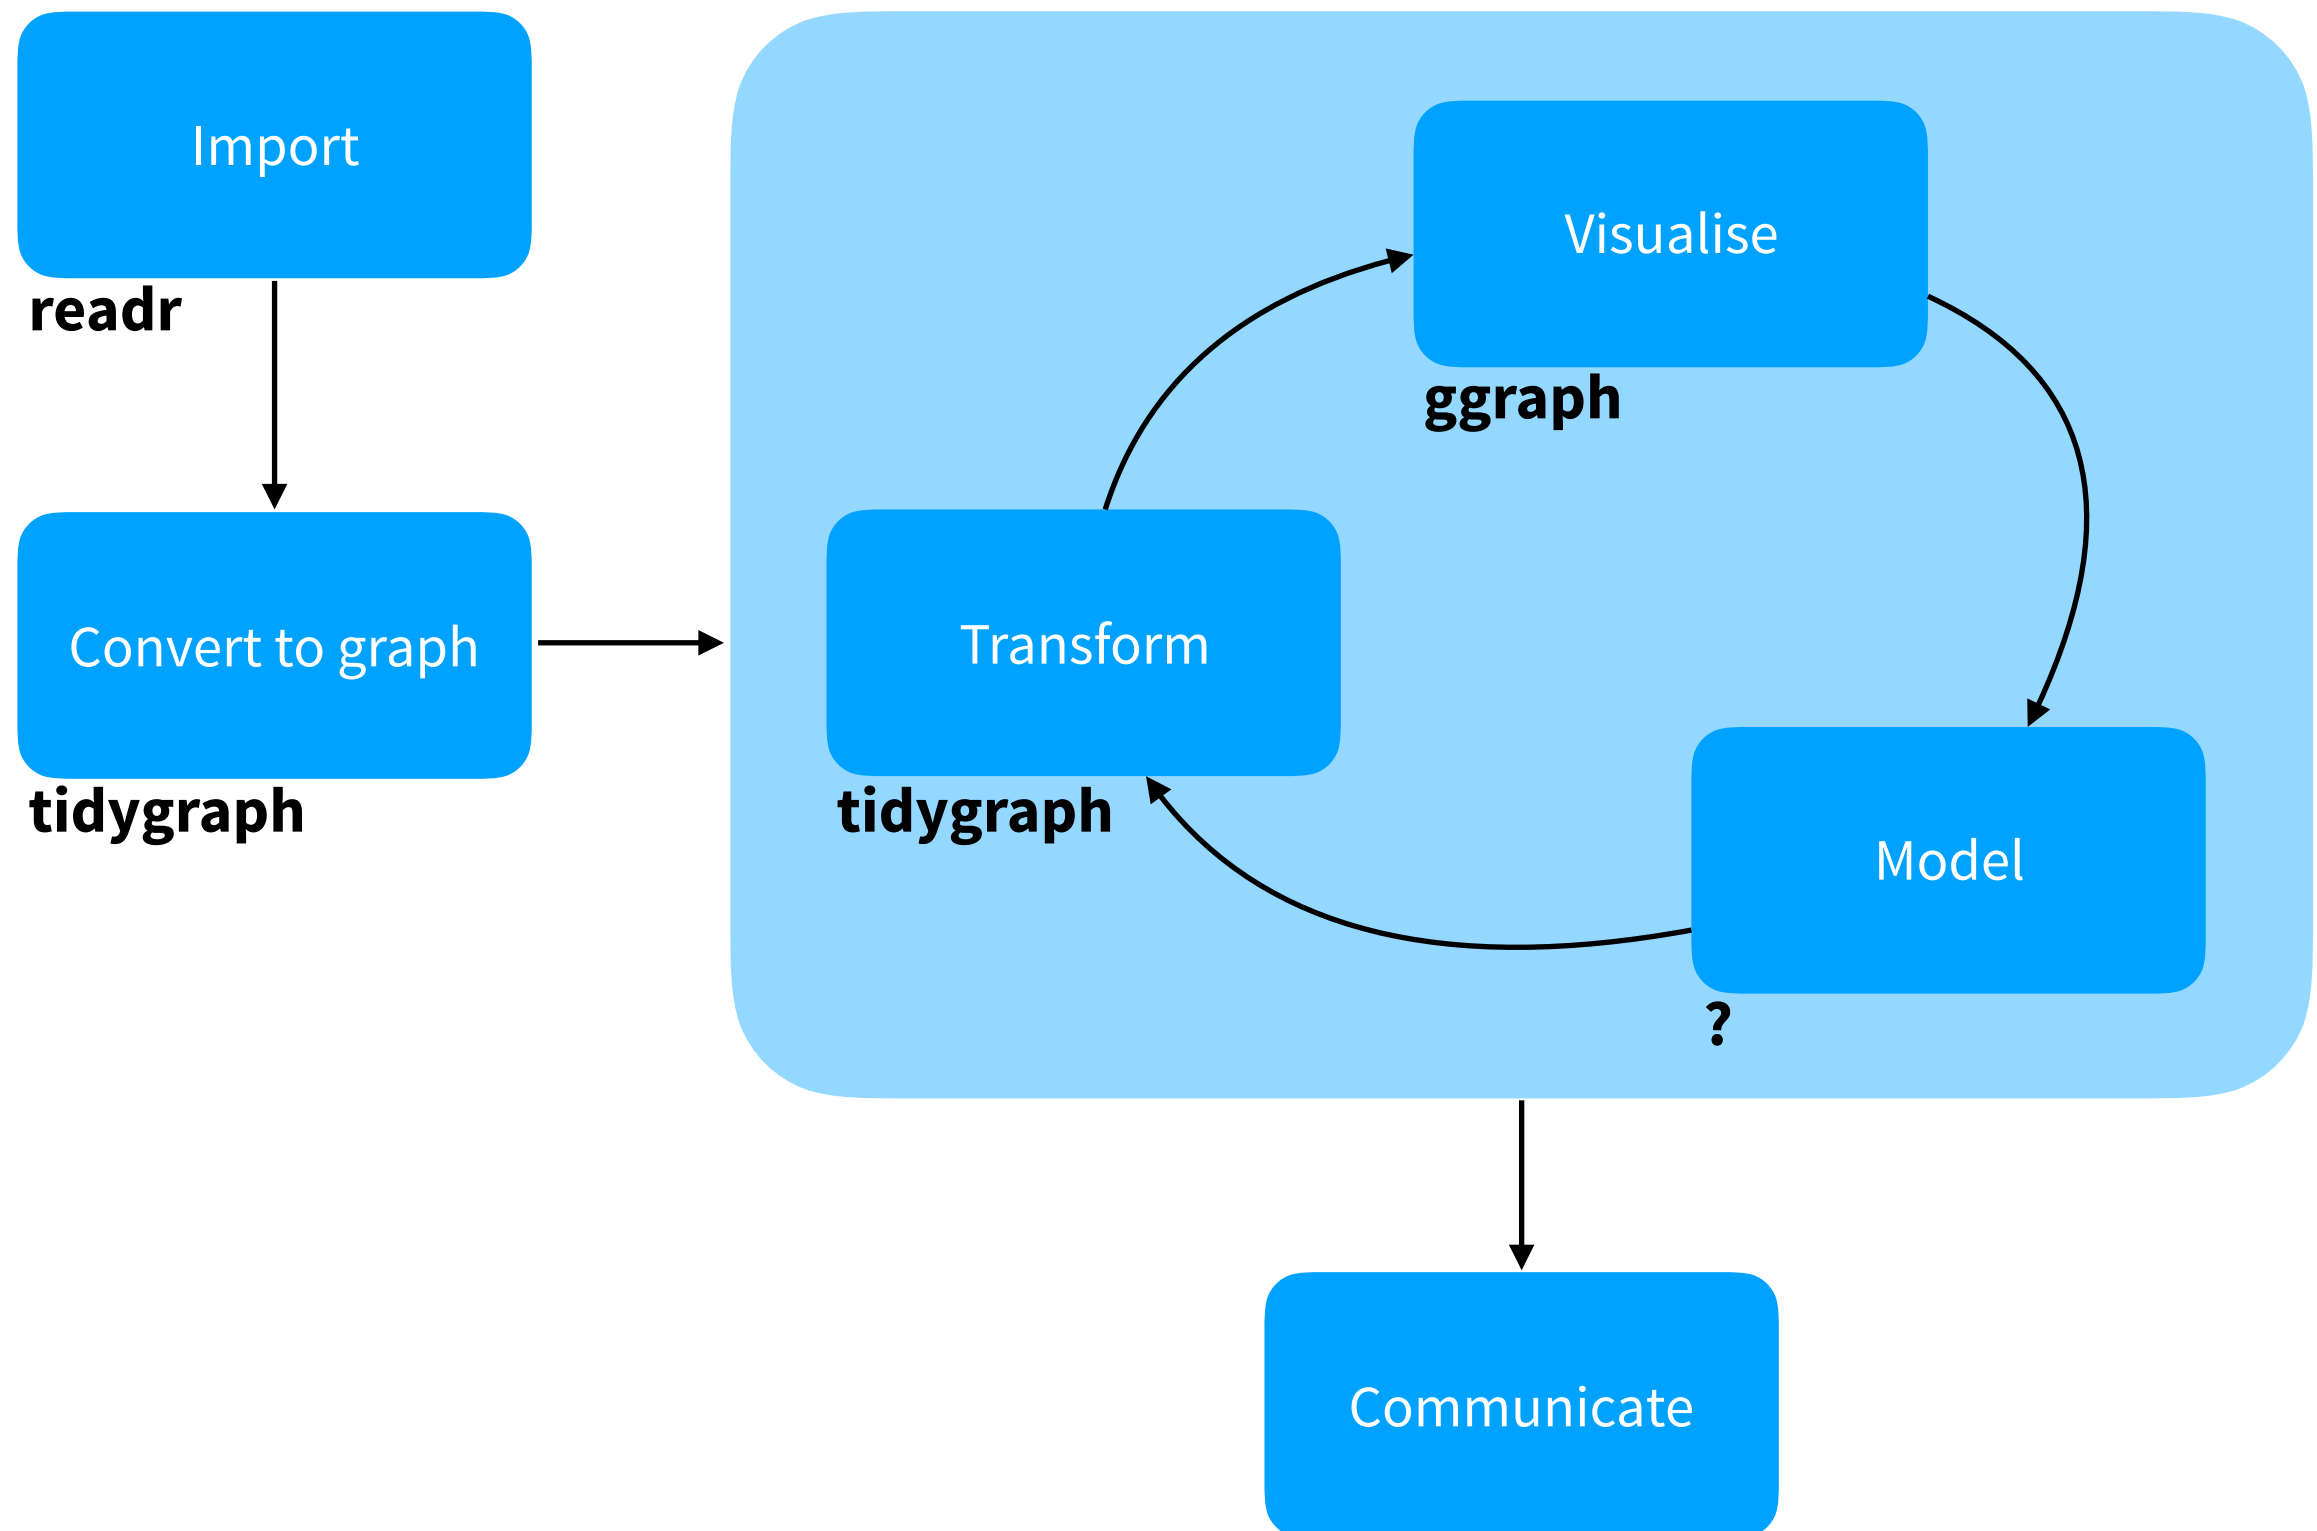 Import
readr
Convert to graph
tidygraph
Visualise
ggraph
Transform
tidygraph
Model
?
Communicate